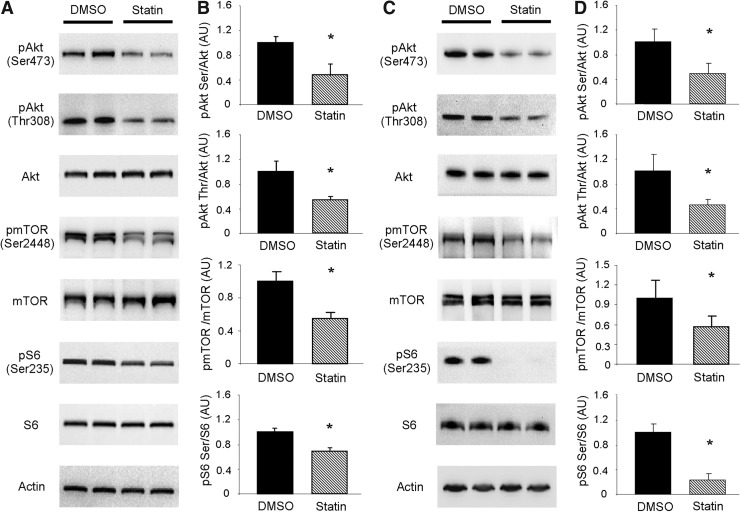 A
DMSO Statin
pAkt
(Ser473)
pAkt
(Thr308)
Akt
pmTOR
(Ser2448)
mTOR
pS6
(Ser235)
S6
Actin
B
pAkt Ser/Akt (AU)
1.6
1.2
0.8
0.4
0
*
DMSO Statin
pAkt Thr/Akt (AU)
1.6
1.2
0.8
0.4
0
*
DMSO Statin
pmTOR /mTOR (AU)
1.2
0.8
0.4
0
*
DMSO Statin
pS6 Ser/S6 (AU)
1.6
1.2
0.8
0.4
0
*
DMSO Statin
C
DMSO Statin
pAkt
(Ser473)
pAkt
(Thr308)
Akt
pmTOR
(Ser2448)
mTOR
pS6
(Ser235)
S6
Actin
D
pAkt Ser/Akt (AU)
1.6
1.2
0.8
0.4
0
*
DMSO Statin
pAkt Thr/Akt (AU)
1.6
1.2
0.8
0.4
0
*
DMSO Statin
pmTOR /mTOR (AU)
1.5
1.2
0.9
0.6
0.3
0
*
DMSO Statin
pS6 Ser/S6 (AU)
1.6
1.2
0.8
0.4
0
*
DMSO Statin